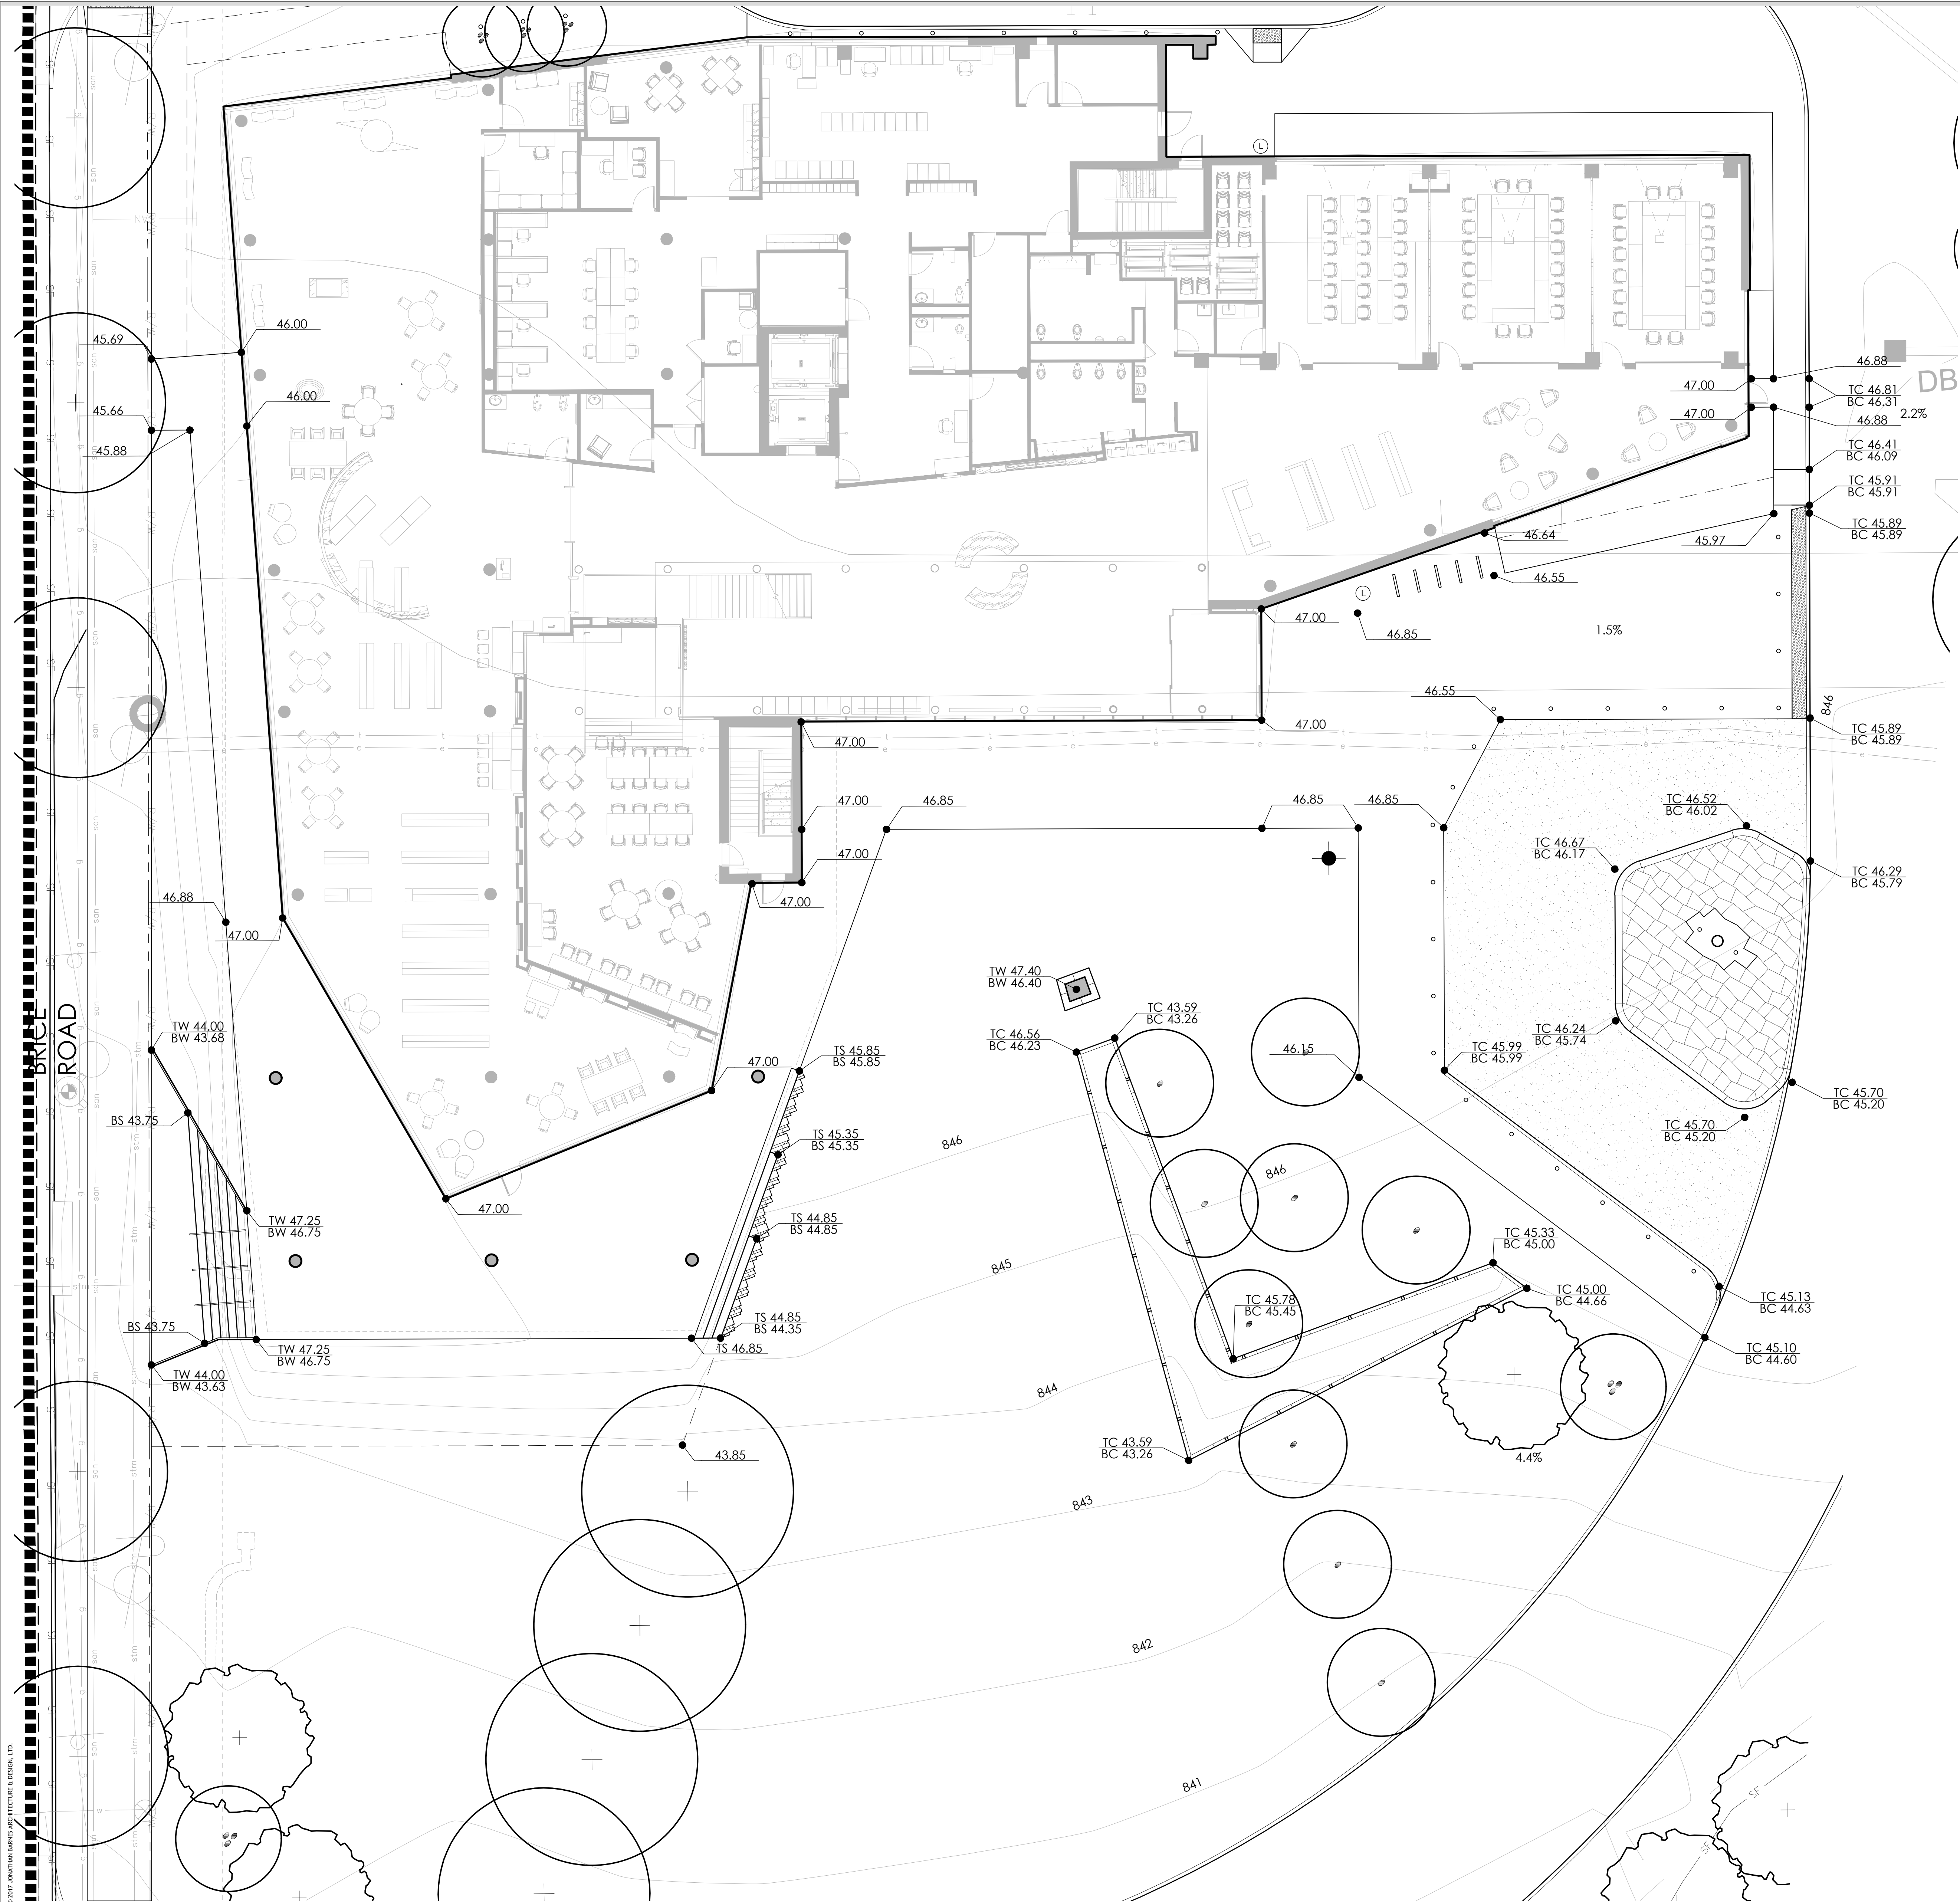 L
46.00
45.69
46.00
45.66
45.88
46.88
47.00
TC 46.81
BC 46.31
47.00
46.88
2.2%
DB
TC 46.41
BC 46.09
TC 45.91
BC 45.91
TC 45.89
BC 45.89
45.97
46.64
46.55
L
47.00
46.85
1.5%
46.55
846
47.00
47.00
TC 45.89
BC 45.89
47.00
46.85
46.85
46.85
TC 46.52
BC 46.02
47.00
TC 46.67
BC 46.17
TC 46.29
BC 45.79
46.88
47.00
47.00
TW 47.40
BW 46.40
TC 43.59
BC 43.26
TC 46.56
BC 46.23
46.15
TC 46.24
BC 45.74
TC 45.99
BC 45.99
BRICE
ROAD
TW 44.00
BW 43.68
47.00
TS 45.85
BS 45.85
TC 45.70
BC 45.20
TC 45.70
BC 45.20
BS 43.75
TS 45.35
BS 45.35
846
846
47.00
TW 47.25
BW 46.75
TS 44.85
BS 44.85
845
TC 45.33
BC 45.00
TC 45.78
BC 45.45
TC 45.00
BC 44.66
TC 45.13
BC 44.63
BS 43.75
TS 44.85
BS 44.35
TS 46.85
TW 47.25
BW 46.75
TW 44.00
BW 43.63
TC 45.10
BC 44.60
844
43.85
TC 43.59
BC 43.26
4.4%
843
842
841
SF
SF
© 2017 JONATHAN BARNES ARCHITECTURE & DESIGN, LTD.